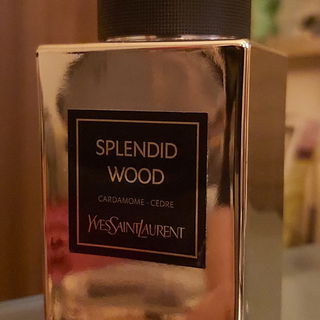 SPLENDID
WOOD
CARDAMOME - CÈDRE
YVESSAINTLAURENT